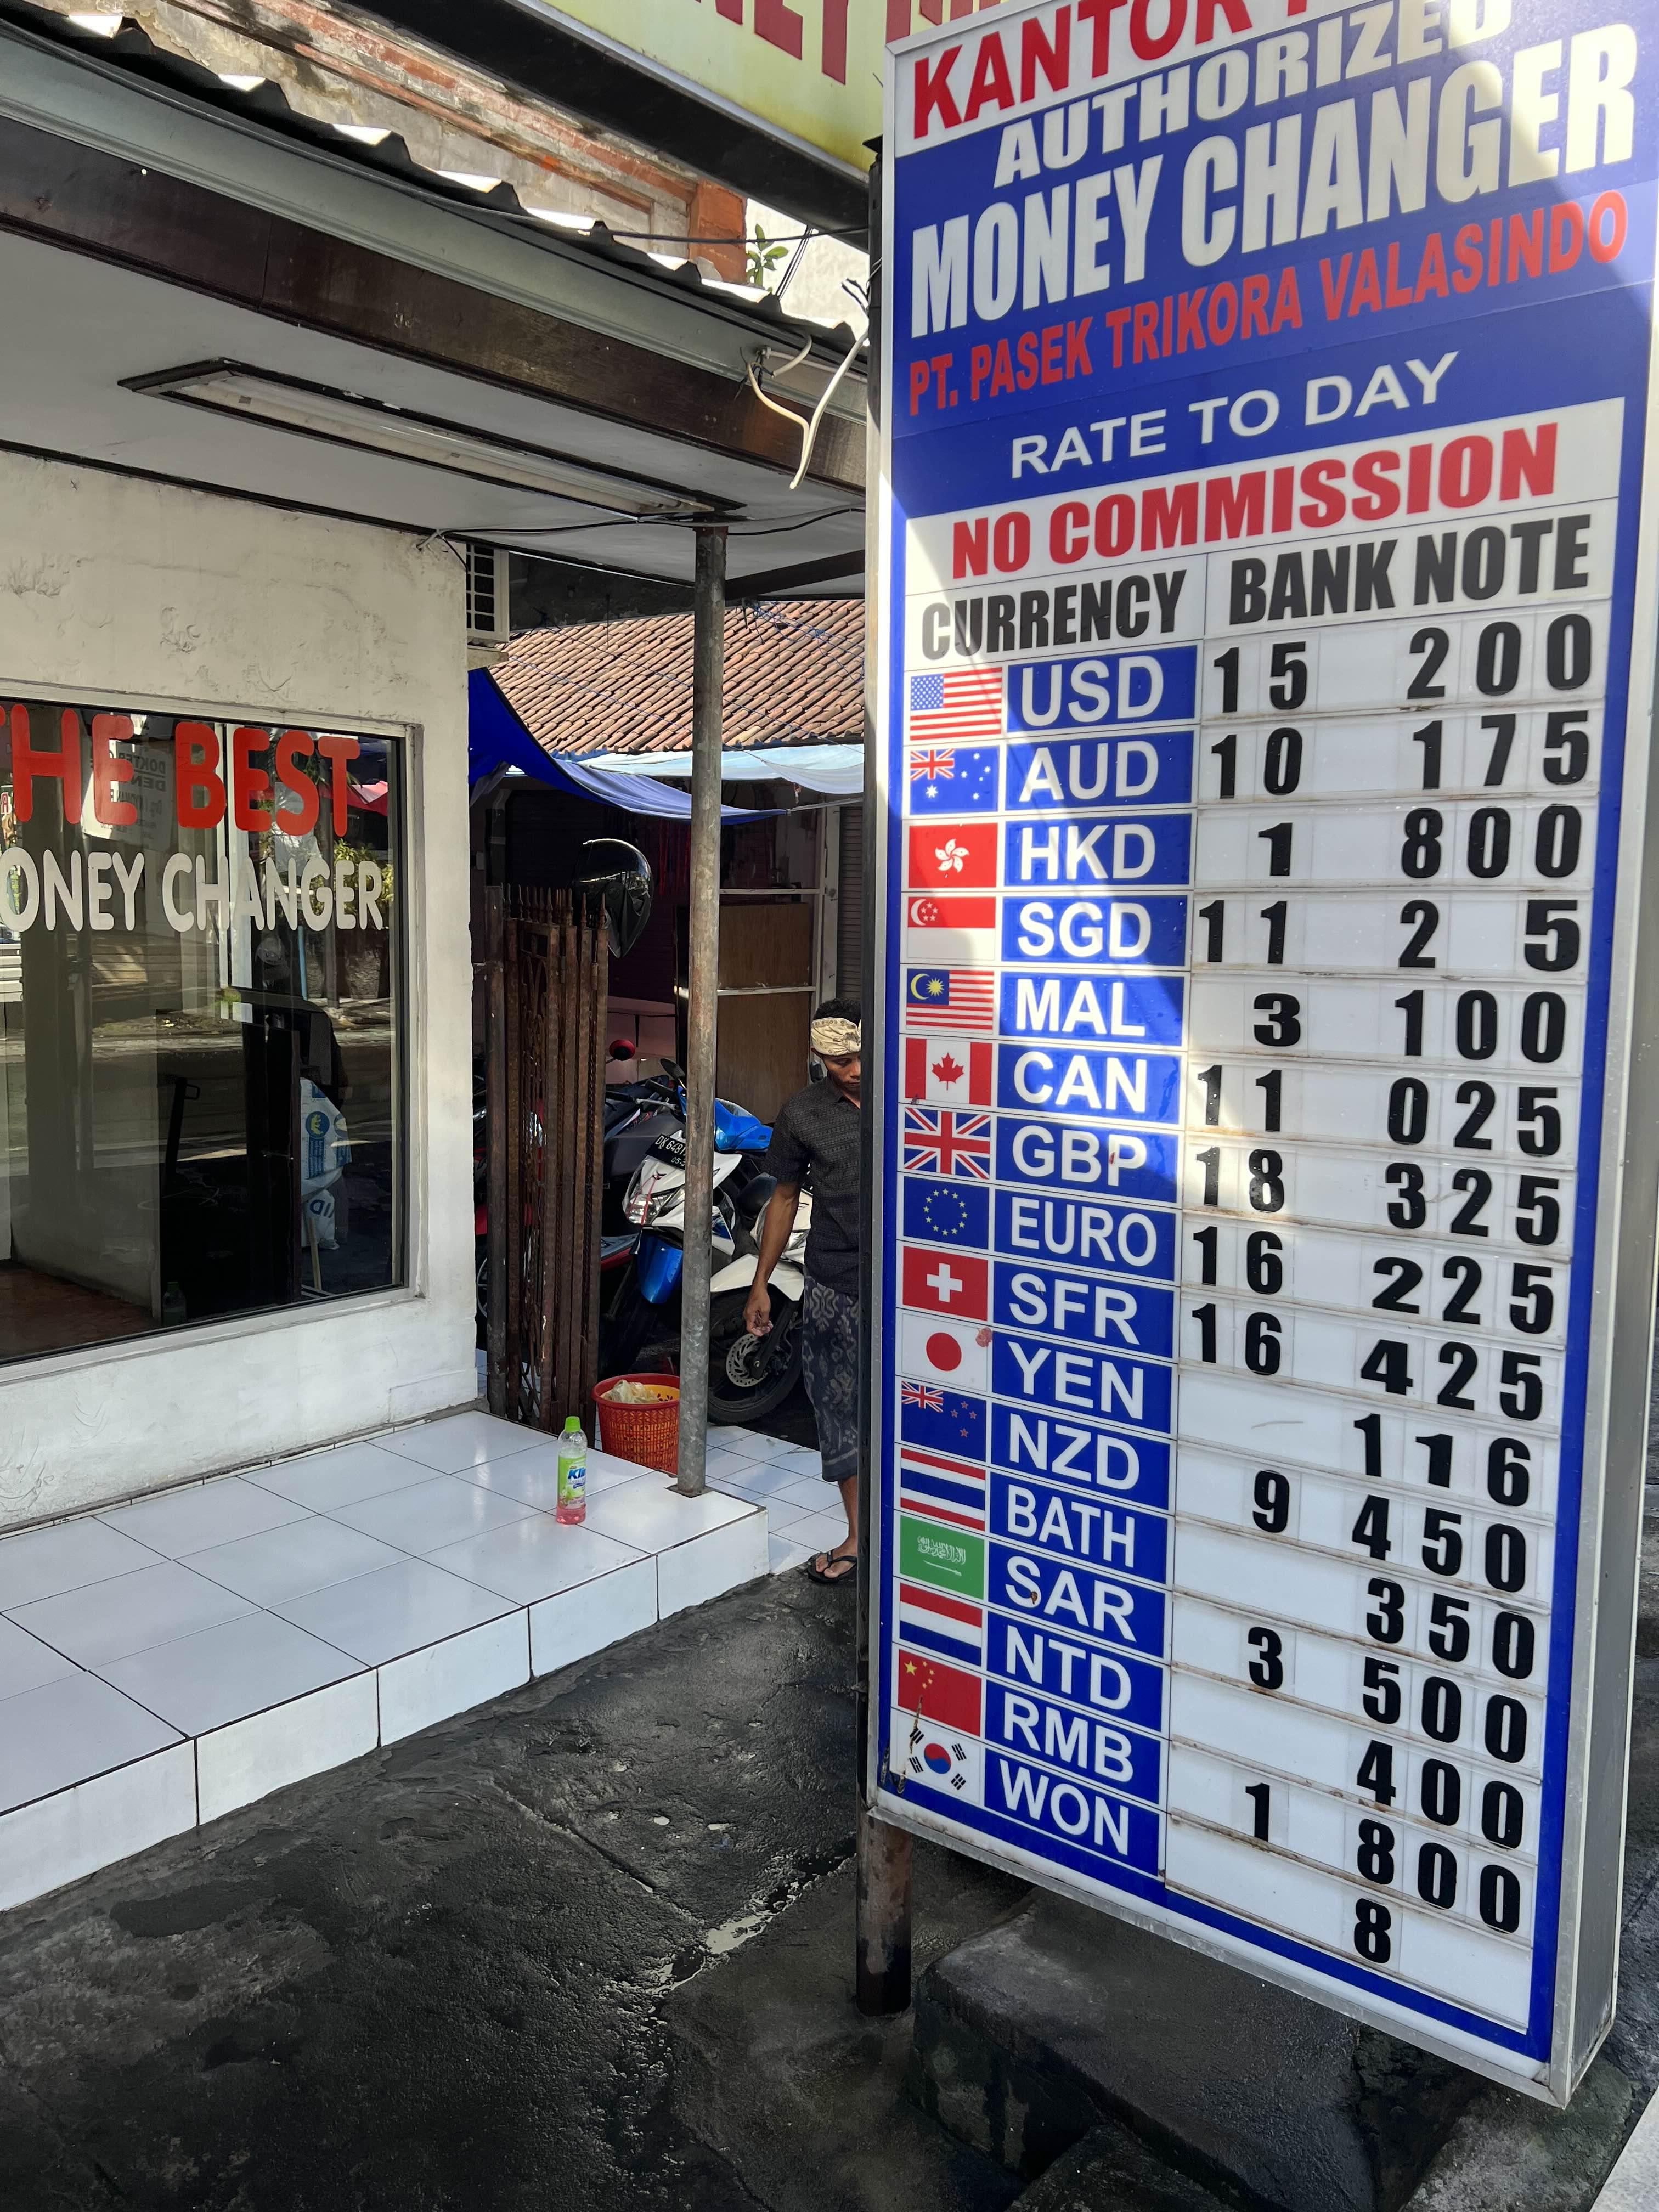 KANTOR
AUTHORIZED
MONEY CHANGER
PT. PASEK TRIKORA VALASINDO
RATE TO DAY
NO COMMISSION
CURRENCY BANK NOTE
USD 15 200
AUD 10 175
HKD 1 800
SGD 11 2 5
MAL 3 100
CAN 11 025
GBP 18 325
EURO 16 225
SFR 16 425
YEN 116
NZD 9 450
BATH 350
SAR 3 500
NTD 400
RMB 1 800
WON 8
THE BEST
MONEY CHANGER